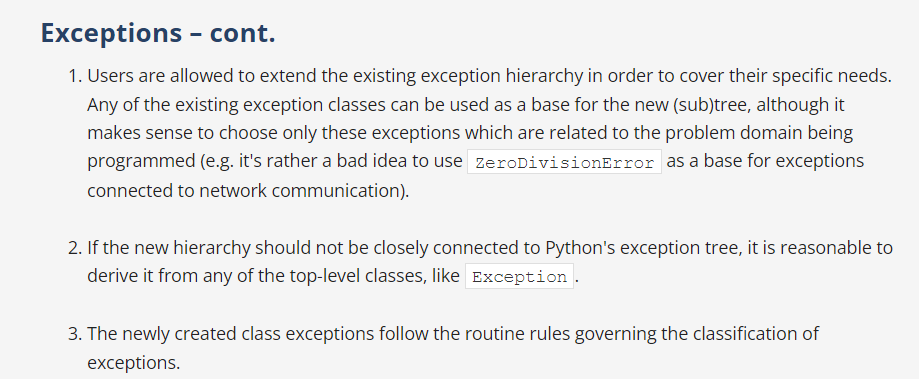 Exceptions – cont.
1. Users are allowed to extend the existing exception hierarchy in order to cover their specific needs.
Any of the existing exception classes can be used as a base for the new (sub)tree, although it
makes sense to choose only these exceptions which are related to the problem domain being
programmed (e.g. it's rather a bad idea to use ZeroDivisionError as a base for exceptions
connected to network communication).
2. If the new hierarchy should not be closely connected to Python's exception tree, it is reasonable to
derive it from any of the top-level classes, like Exception.
3. The newly created class exceptions follow the routine rules governing the classification of
exceptions.